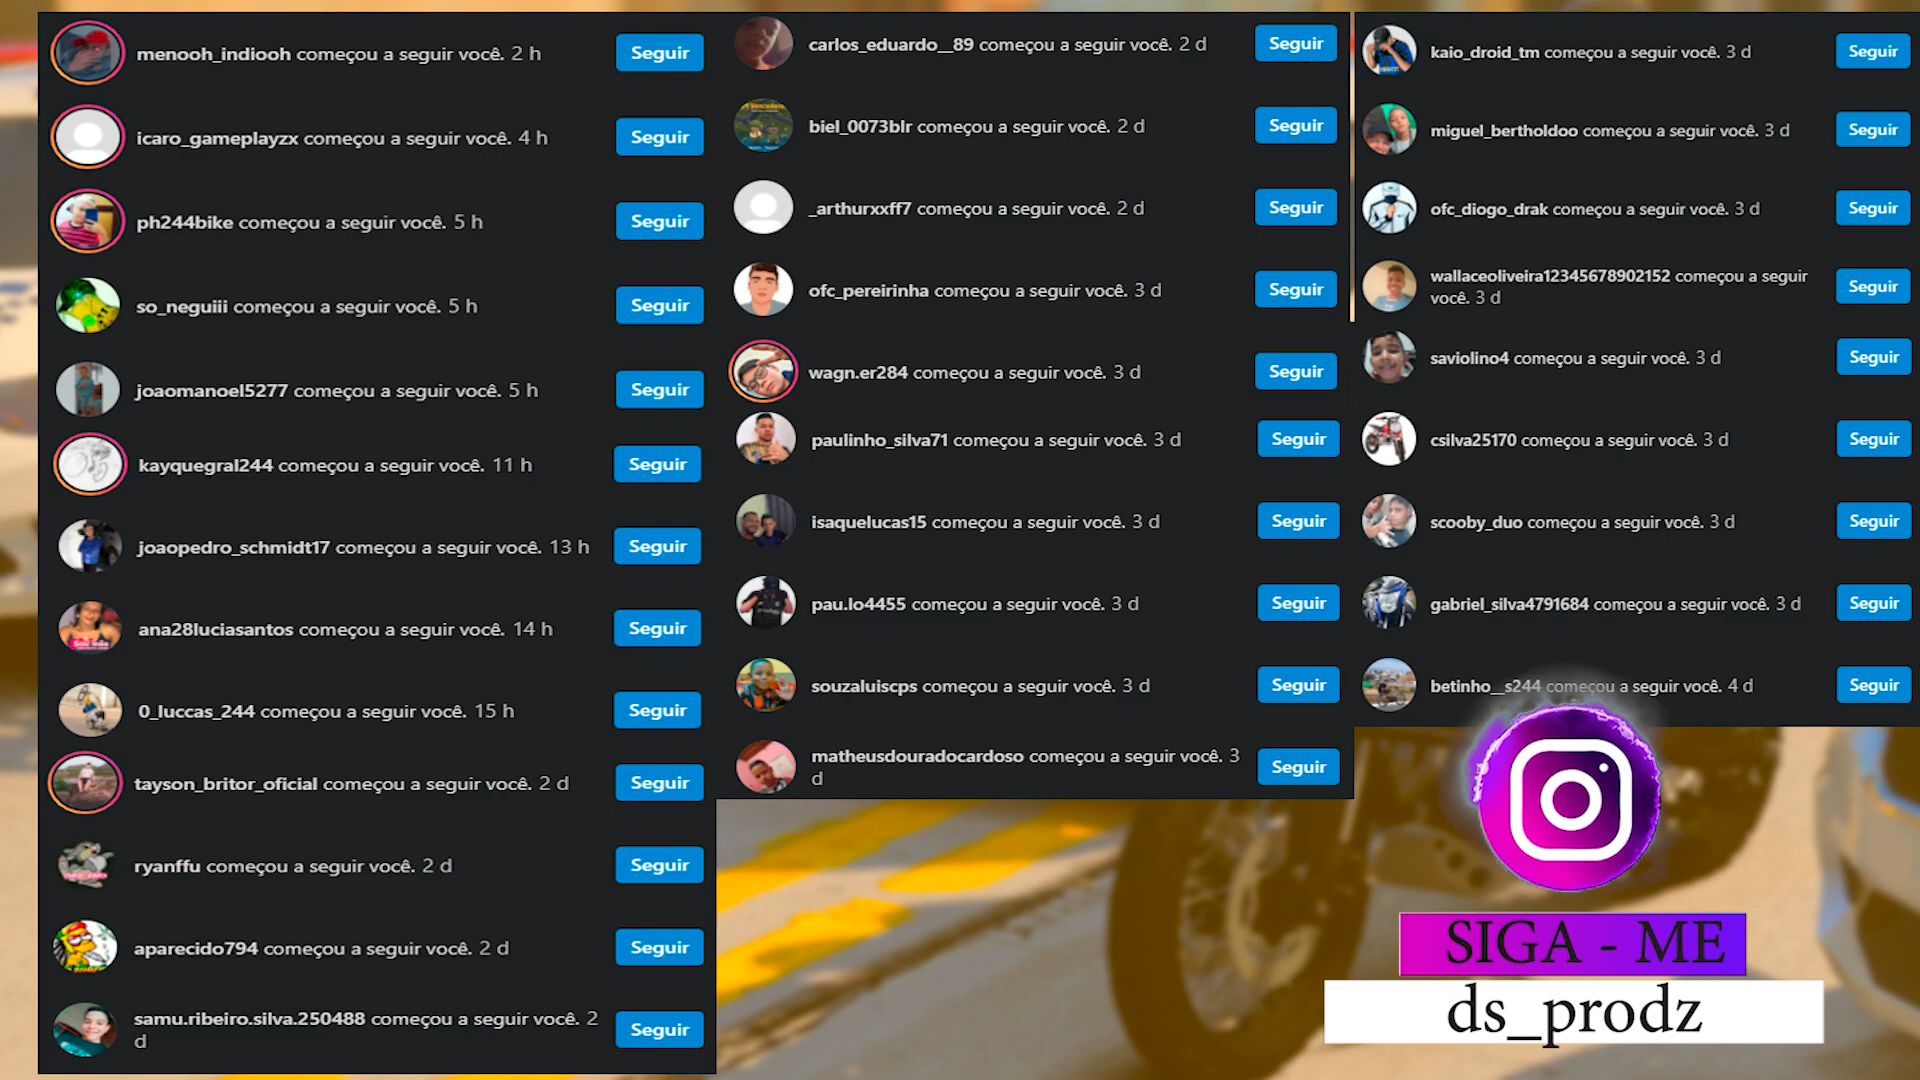 menooh_indiooh começou a seguir você. 2 h
Seguir
icaro_gameplayzx começou a seguir você. 4 h
Seguir
ph244bike começou a seguir você. 5 h
Seguir
so_neguiii começou a seguir você. 5 h
Seguir
joaomanoel5277 começou a seguir você. 5 h
Seguir
kayquegral244 começou a seguir você. 11 h
Seguir
joaopedro_schmidt17 começou a seguir você. 13 h
Seguir
ana28luciasantos começou a seguir você. 14 h
Seguir
0_luccas_244 começou a seguir você. 15 h
Seguir
tayson_britor_oficial começou a seguir você. 2 d
Seguir
ryanffu começou a seguir você. 2 d
Seguir
aparecido794 começou a seguir você. 2 d
Seguir
samu.ribeiro.silva.250488 começou a seguir você. 2
d
Seguir
carlos_eduardo__89 começou a seguir você. 2 d
Seguir
biel_0073blr começou a seguir você. 2 d
Seguir
_arthurxxff7 começou a seguir você. 2 d
Seguir
ofc_pereirinha começou a seguir você. 3 d
Seguir
wagn.er284 começou a seguir você. 3 d
Seguir
paulinho_silva71 começou a seguir você. 3 d
Seguir
isaquelucas15 começou a seguir você. 3 d
Seguir
pau.lo4455 começou a seguir você. 3 d
Seguir
souzaluiscps começou a seguir você. 3 d
Seguir
matheusdouradocardoso começou a seguir você. 3
d
Seguir
kaio_droid_tm começou a seguir você. 3 d
Seguir
miguel_bertholdoo começou a seguir você. 3 d
Seguir
ofc_diogo_drak começou a seguir você. 3 d
Seguir
wallaceoliveira12345678902152 começou a seguir
você. 3 d
Seguir
saviolino4 começou a seguir você. 3 d
Seguir
csilva25170 começou a seguir você. 3 d
Seguir
scooby_duo começou a seguir você. 3 d
Seguir
gabriel_silva4791684 começou a seguir você. 3 d
Seguir
betinho__s244 começou a seguir você. 4 d
Seguir
SIGA - ME
ds_prodz